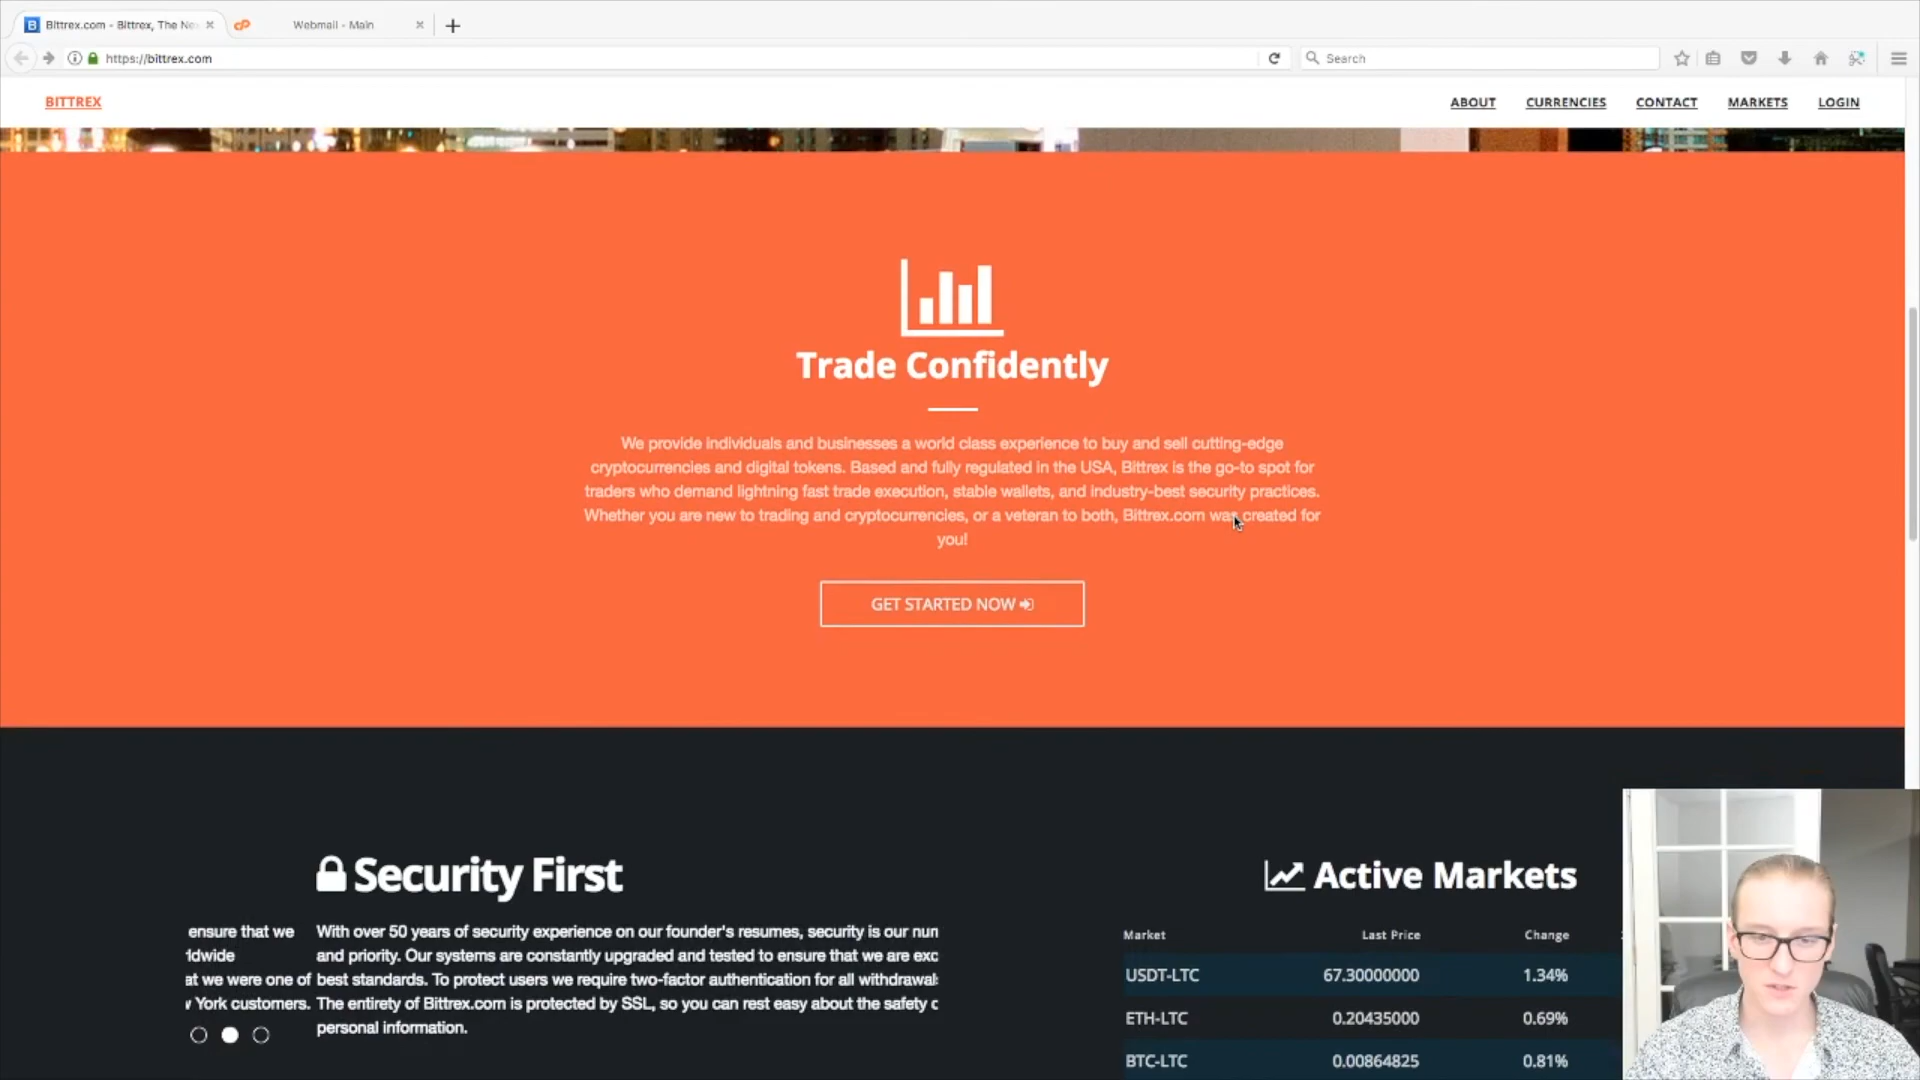 Bittrex.com - Bittrex, The Ne
Webmail - Main
https://bittrex.com
Search
BITTREX
ABOUT CURRENCIES CONTACT MARKETS LOGIN
Trade Confidently
We provide individuals and businesses a world class experience to buy and sell cutting-edge
cryptocurrencies and digital tokens. Based and fully regulated in the USA, Bittrex is the go-to spot for
traders who demand lightning fast trade execution, stable wallets, and industry-best security practices.
Whether you are new to trading and cryptocurrencies, or a veteran to both, Bittrex.com was created for
you!
GET STARTED NOW
Security First
ensure that we
ldwide
at we were one of
York customers.
With over 50 years of security experience on our founder's resumes, security is our num
and priority. Our systems are constantly upgraded and tested to ensure that we are exc
best standards. To protect users we require two-factor authentication for all withdrawal
The entirety of Bittrex.com is protected by SSL, so you can rest easy about the safety o
personal information.
Active Markets
Market Last Price Change
USDT-LTC 67.30000000 1.34%
ETH-LTC 0.20435000 0.69%
BTC-LTC 0.00864825 0.81%